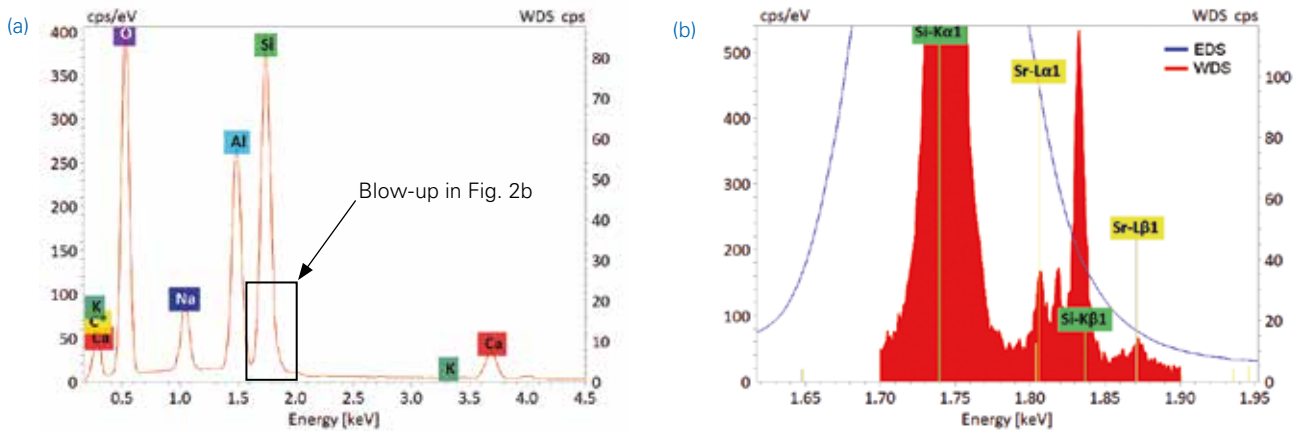 (a)
cps/eV
WDS cps
400
350
300
250
200
150
100
50
0
80
70
60
50
40
30
20
10
0
O
Si
Al
Na
K
C*
Ca
K
Ca
Blow-up in Fig. 2b
0.5 1.0 1.5 2.0 2.5 3.0 3.5 4.0 4.5
Energy [keV]
(b)
cps/eV
WDS cps
500
400
300
200
100
0
100
80
60
40
20
0
Si-Kα1
Sr-Lα1
EDS
WDS
Sr-Lβ1
Si-Kβ1
1.65 1.70 1.75 1.80 1.85 1.90 1.95
Energy [keV]